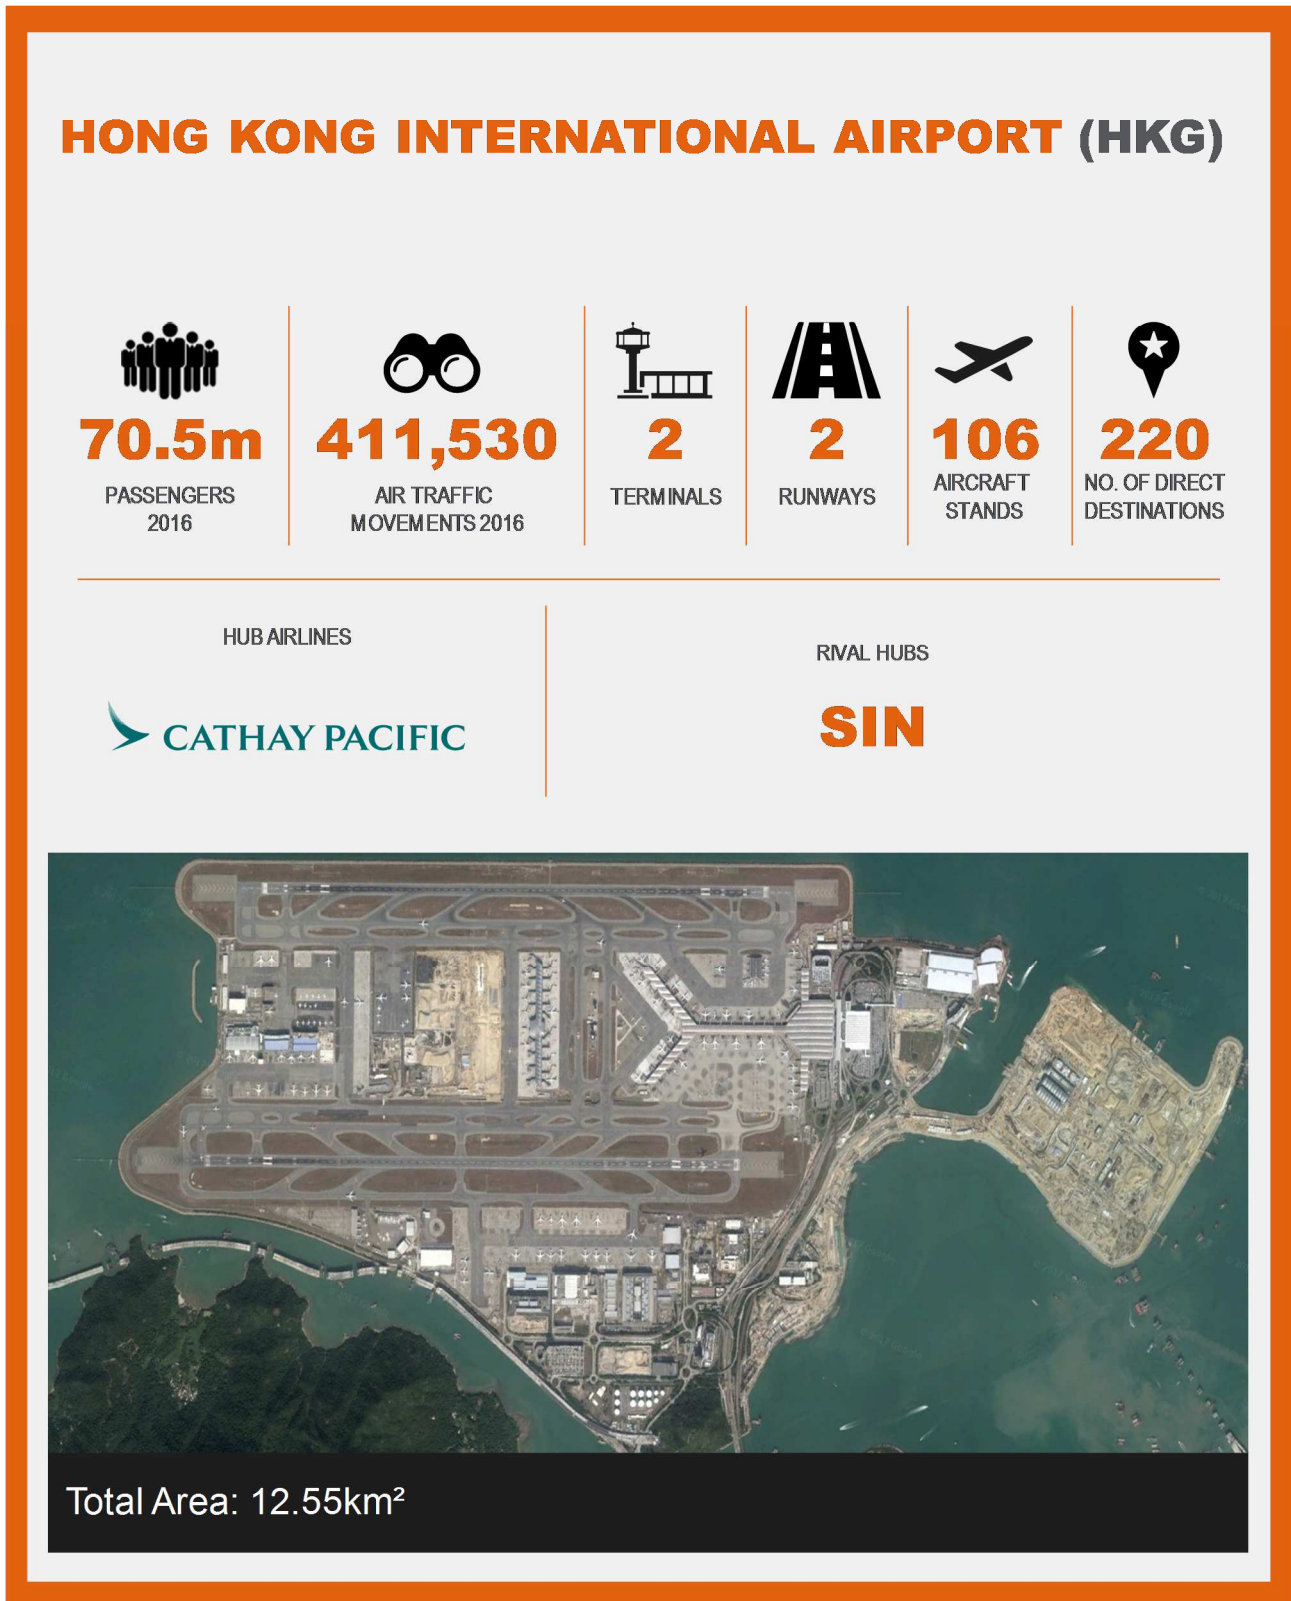 HONG KONG INTERNATIONAL AIRPORT (HKG)
70.5m
PASSENGERS
2016
411,530
AIR TRAFFIC
MOVEMENTS 2016
2
TERMINALS
2
RUNWAYS
106
AIRCRAFT
STANDS
220
NO. OF DIRECT
DESTINATIONS
HUB AIRLINES
CATHAY PACIFIC
RIVAL HUBS
SIN
Total Area: 12.55km²